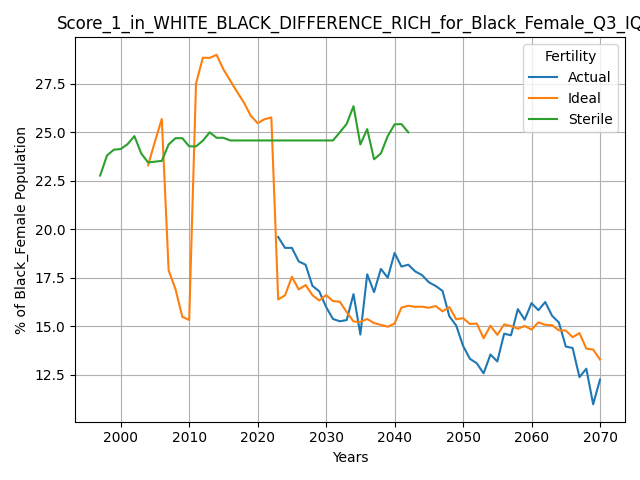 Score_1_in_WHITE_BLACK_DIFFERENCE_RICH_for_Black_Female_Q3_IQ
Fertility
Actual
Ideal
Sterile
% of Black_Female Population
27.5
25.0
22.5
20.0
17.5
15.0
12.5
2000 2010 2020 2030 2040 2050 2060 2070
Years